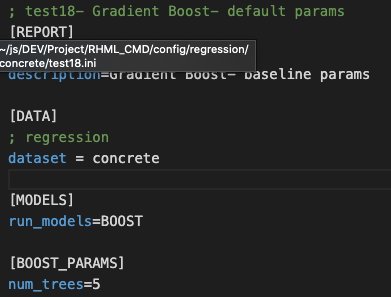 ; test18- Gradient Boost- default params
[REPORT]
~/js/DEV/Project/RHML_CMD/config/regression/
concrete/test18.ini
description=Gradient Boost- baseline params
[DATA]
; regression
dataset = concrete
[MODELS]
run_models=BOOST
[BOOST_PARAMS]
num_trees=5